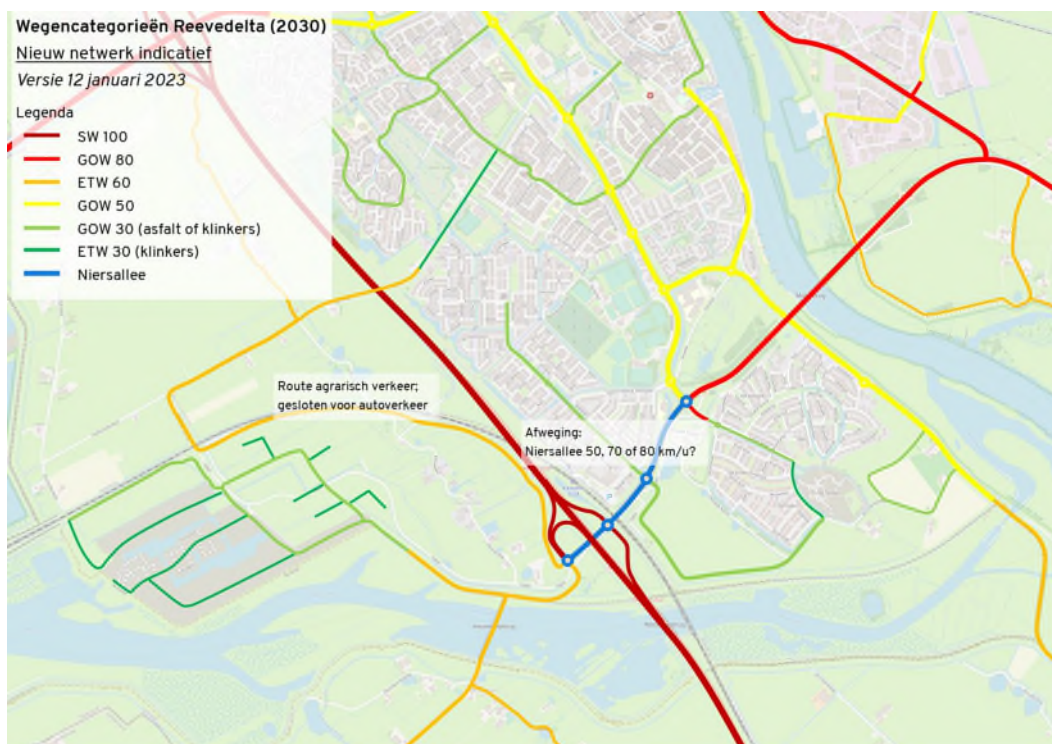 Wegencategorieën Reevedelta (2030)
Nieuw netwerk indicatief
Versie 12 januari 2023
Legenda
SW 100
GOW 80
ETW 60
GOW 50
GOW 30 (asfalt of klinkers)
ETW 30 (klinkers)
Niersallee
Route agrarisch verkeer;
gesloten voor autoverkeer
Afweging:
Niersallee 50, 70 of 80 km/u?